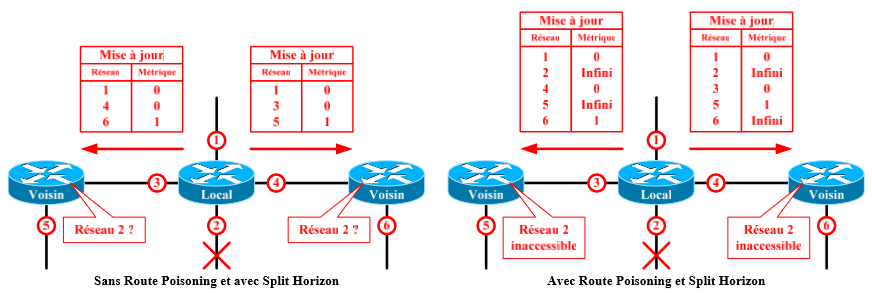 Mise à jour
Réseau Métrique
1 0
4 0
6 1
Mise à jour
Réseau Métrique
1 0
3 0
5 1
1
Voisin
3
Local
4
Voisin
5
Réseau 2 ?
2
Réseau 2 ?
6
Sans Route Poisoning et avec Split Horizon
Mise à jour
Réseau Métrique
1 0
2 Infini
4 0
5 Infini
6 1
Mise à jour
Réseau Métrique
1 0
2 Infini
3 0
5 1
6 Infini
1
Voisin
3
Local
4
Voisin
5
Réseau 2
inaccessible
2
Réseau 2
inaccessible
6
Avec Route Poisoning et Split Horizon